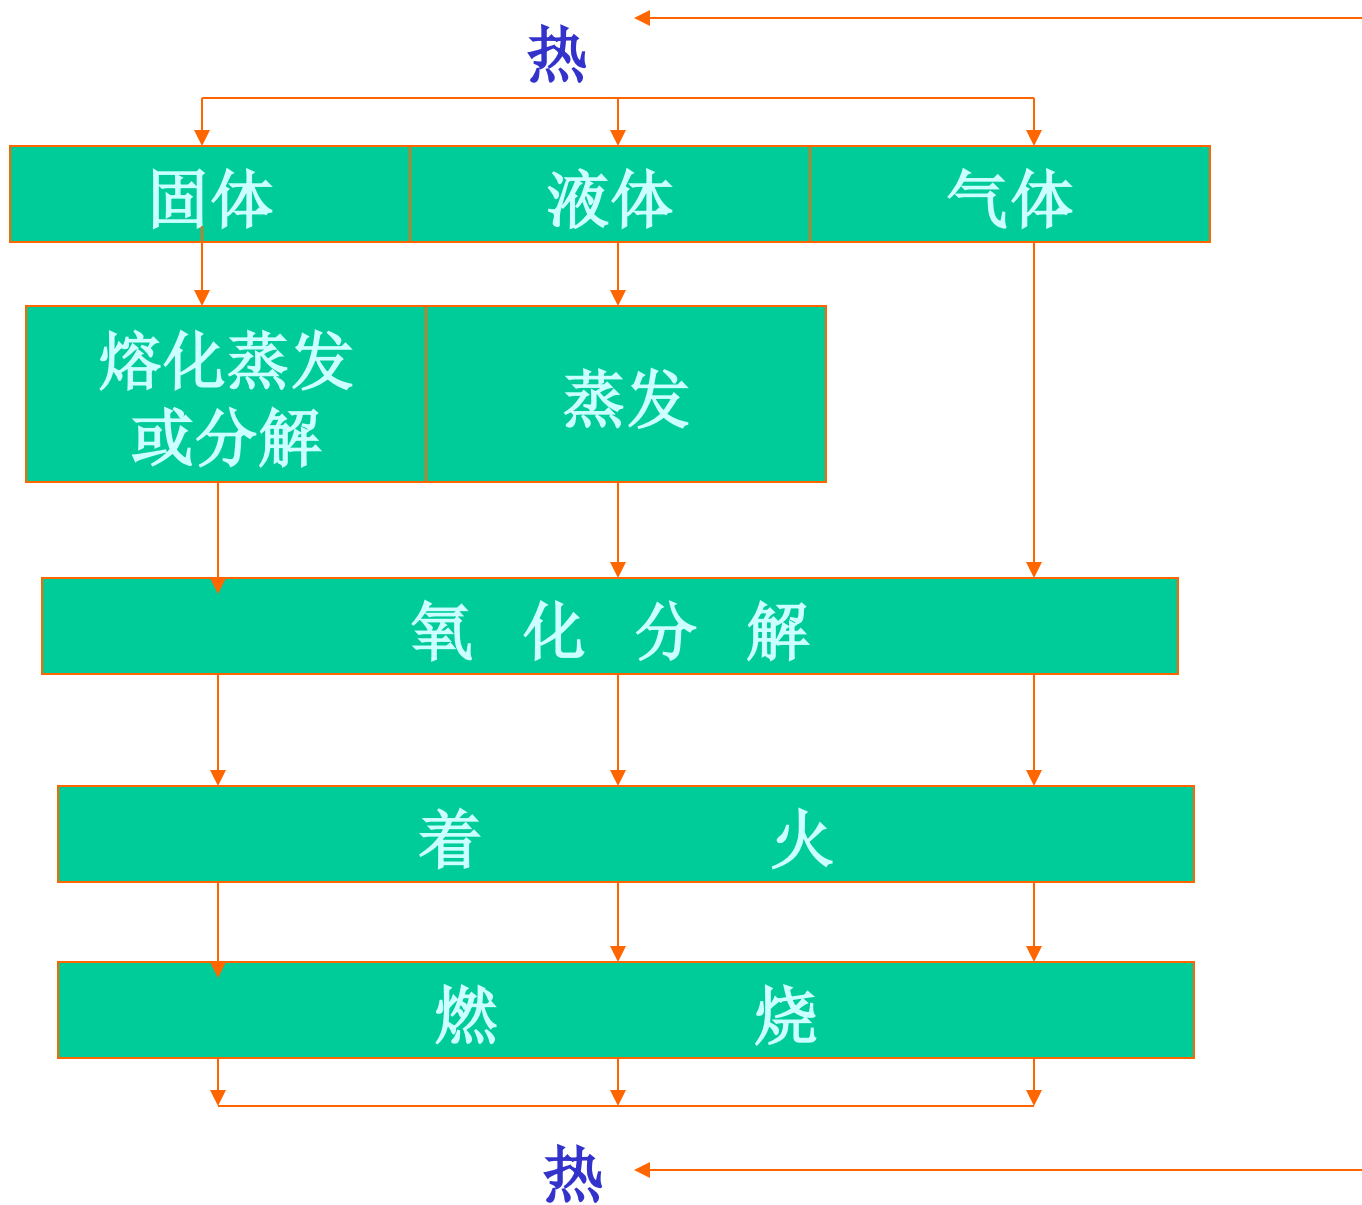 热
固体 液体 气体
熔化蒸发
或分解
蒸发
氧 化 分 解
着 火
燃 烧
热